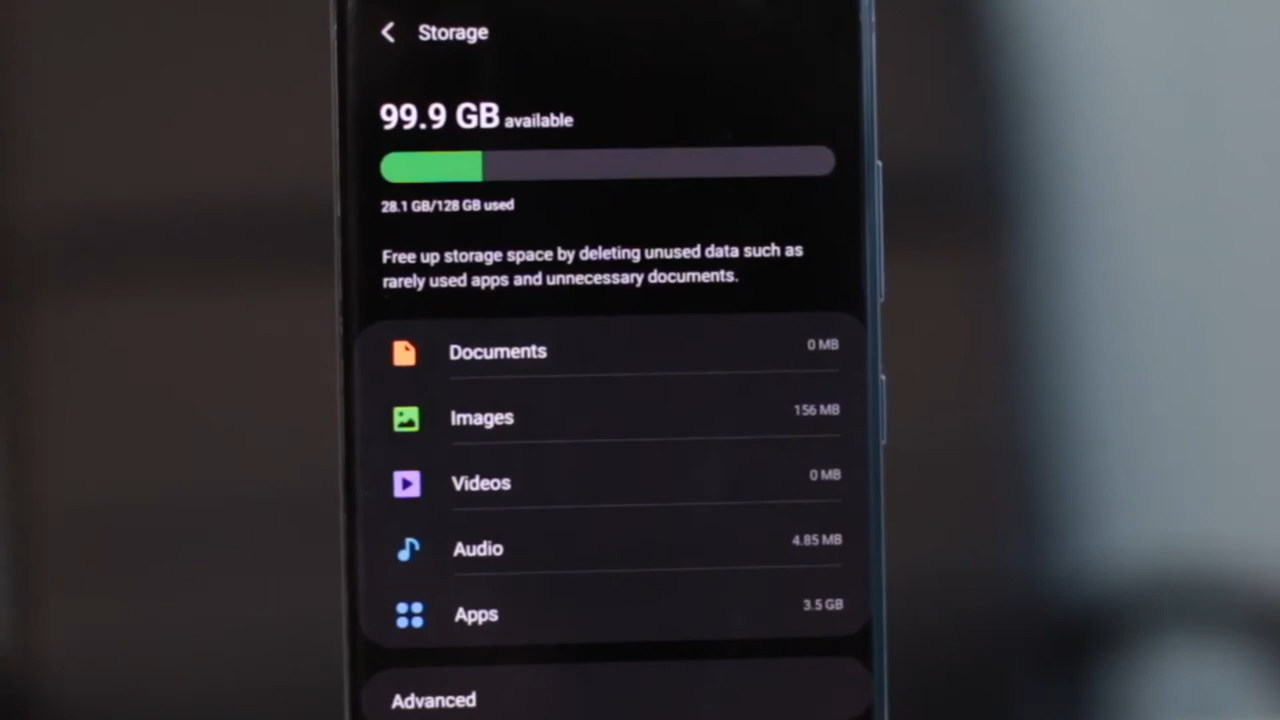 Storage
99.9 GB available
28.1 GB/128 GB used
Free up storage space by deleting unused data such as
rarely used apps and unnecessary documents.
Documents 0 MB
Images 156 MB
Videos 0 MB
Audio 4.85 MB
Apps 3.5 GB
Advanced